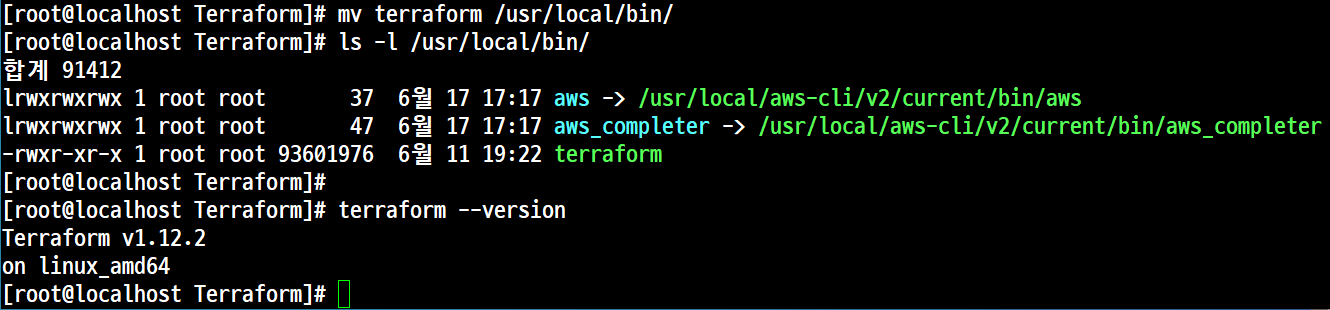 [root@localhost Terraform]# mv terraform /usr/local/bin/
[root@localhost Terraform]# ls -l /usr/local/bin/
합계 91412
lrwxrwxrwx 1 root root       37  6월 17 17:17 aws -> /usr/local/aws-cli/v2/current/bin/aws
lrwxrwxrwx 1 root root       47  6월 17 17:17 aws_completer -> /usr/local/aws-cli/v2/current/bin/aws_completer
-rwxr-xr-x 1 root root 93601976  6월 11 19:22 terraform
[root@localhost Terraform]#
[root@localhost Terraform]# terraform --version
Terraform v1.12.2
on linux_amd64
[root@localhost Terraform]#